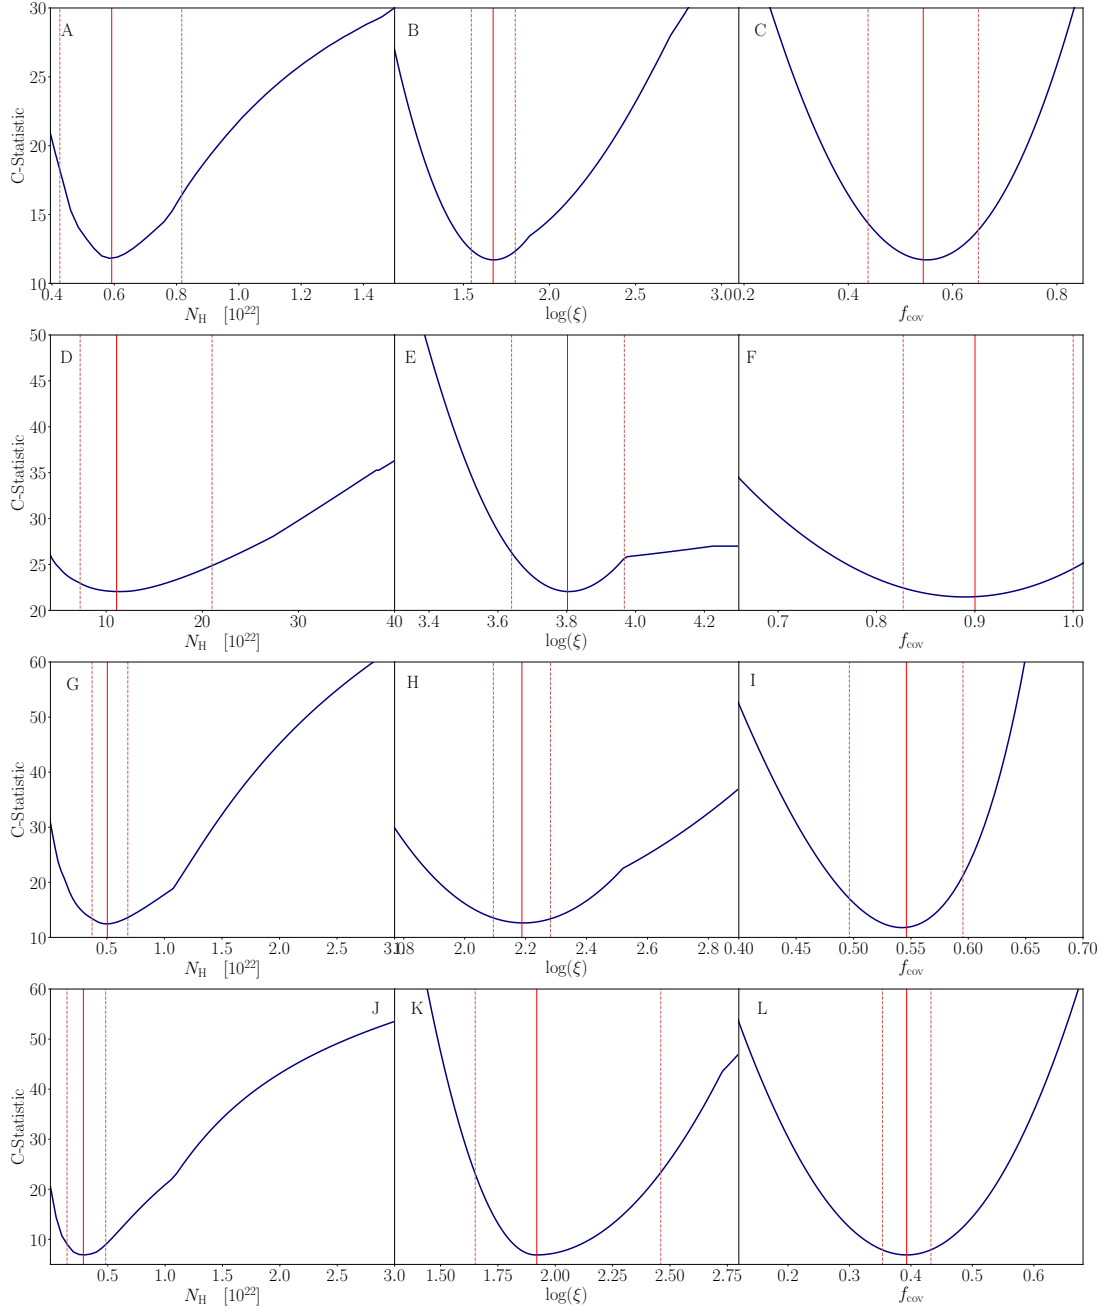 30
25
20
15
10
C-Statistic
A
B
C
0.4 0.6 0.8 1.0 1.2 1.4
1.5 2.0 2.5 3.0
0.2 0.4 0.6 0.8
N_H [10^22]
log(ξ)
f_cov
50
45
40
35
30
25
20
C-Statistic
D
E
F
10 20 30 40
3.4 3.6 3.8 4.0 4.2
0.7 0.8 0.9 1.0
N_H [10^22]
log(ξ)
f_cov
60
50
40
30
20
10
C-Statistic
G
H
I
0.5 1.0 1.5 2.0 2.5 3.0
1.8 2.0 2.2 2.4 2.6 2.8
0.40 0.45 0.50 0.55 0.60 0.65 0.70
N_H [10^22]
log(ξ)
f_cov
60
50
40
30
20
10
C-Statistic
J
K
L
0.5 1.0 1.5 2.0 2.5 3.0
1.50 1.75 2.00 2.25 2.50 2.75
0.2 0.3 0.4 0.5 0.6
N_H [10^22]
log(ξ)
f_cov